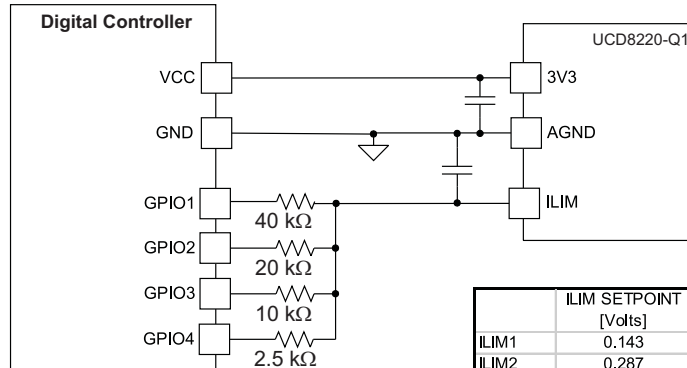 Digital Controller
UCD8220-Q1
VCC
3V3
GND
AGND
GPIO1
40 kΩ
ILIM
GPIO2
20 kΩ
GPIO3
10 kΩ
GPIO4
2.5 kΩ
ILIM SETPOINT
[Volts]
ILIM1 0.143
ILIM2 0.287